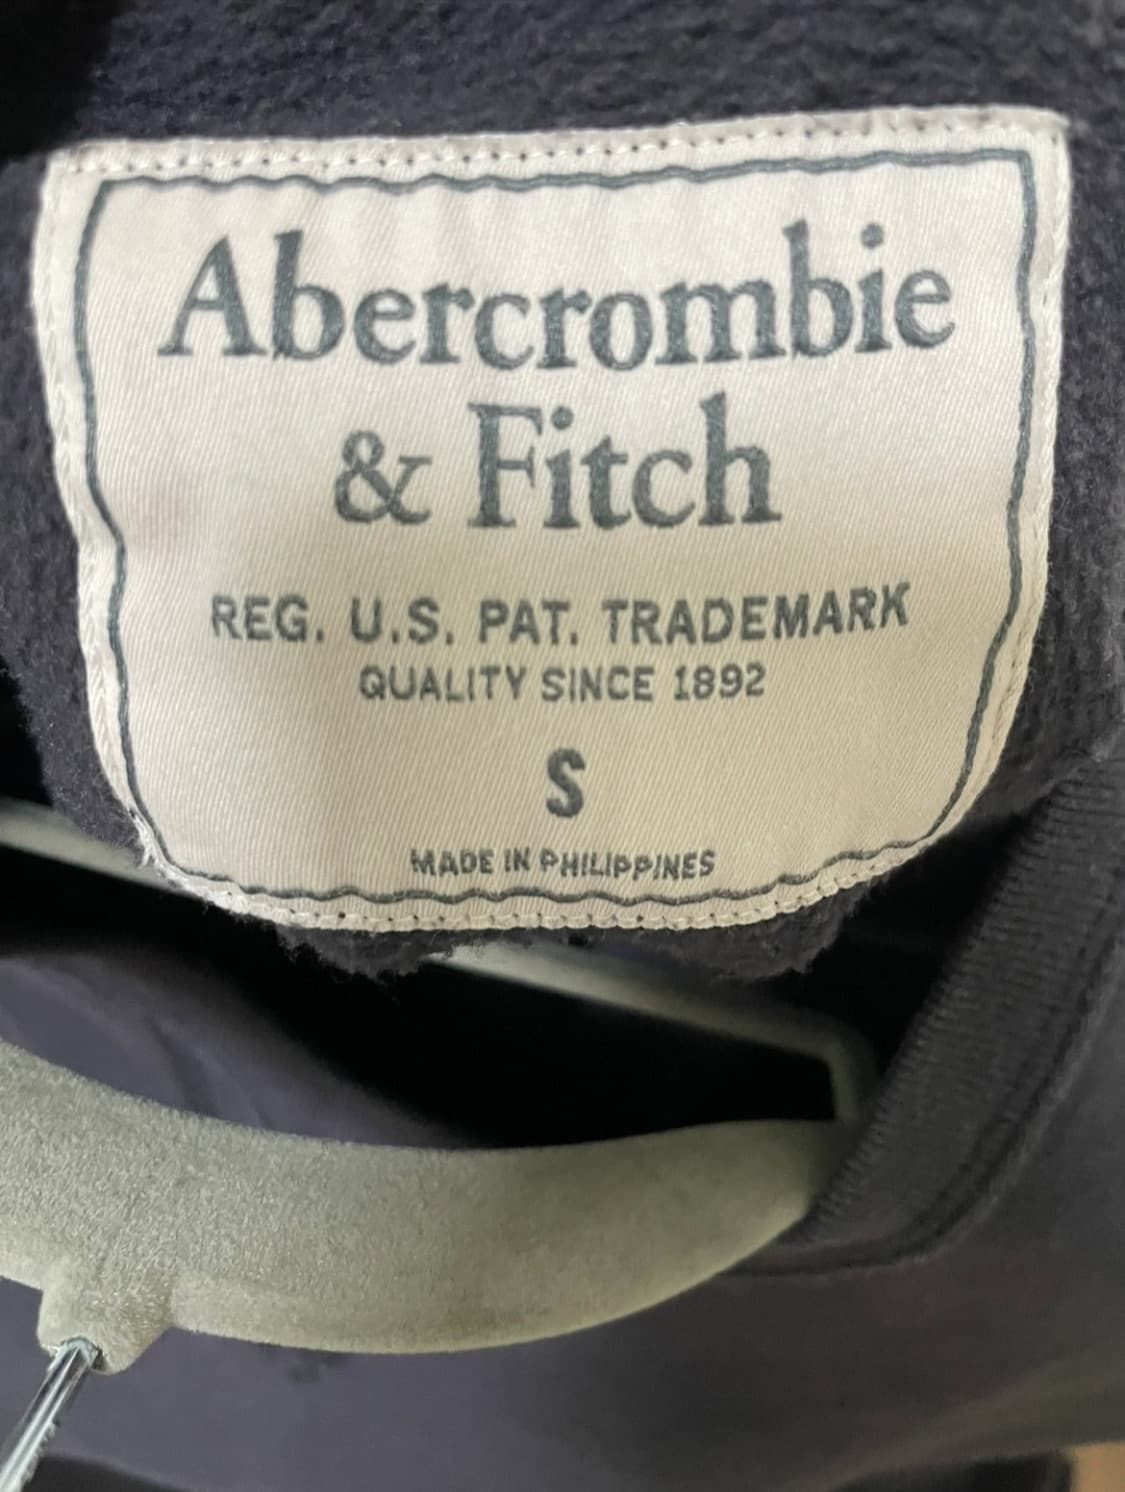 Abercrombie
& Fitch
REG. U.S. PAT. TRADEMARK
QUALITY SINCE 1892
S
MADE IN PHILIPPINES